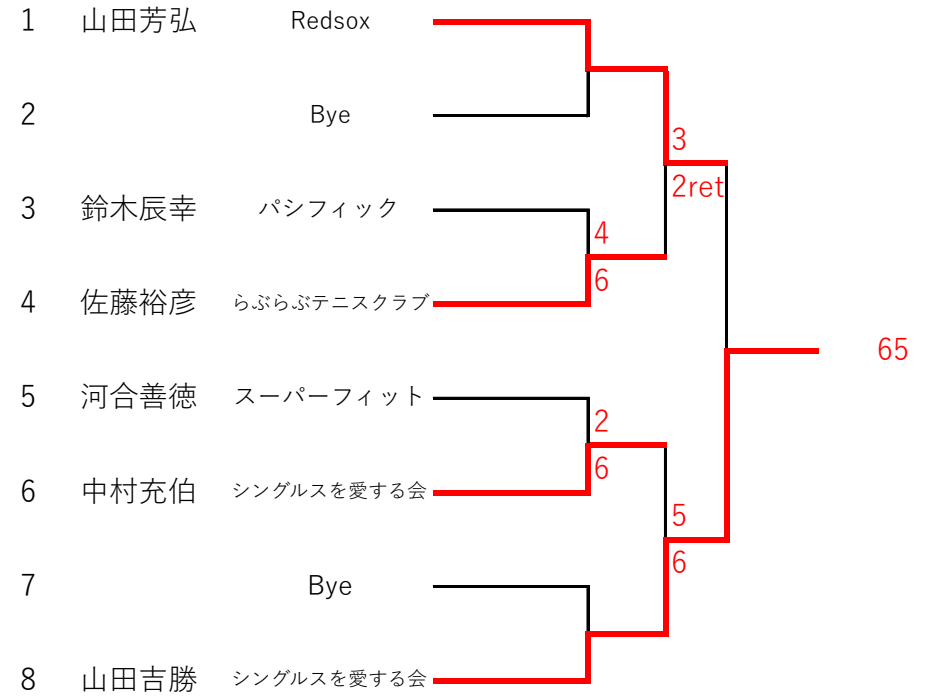 1 山田芳弘 Redsox
2 Bye
3
2ret
3 鈴木辰幸 パシフィック
4
6
4 佐藤裕彦 らぶらぶテニスクラブ
65
5 河合善徳 スーパーフィット
2
6
6 中村充伯 シングルスを愛する会
5
6
7 Bye
8 山田吉勝 シングルスを愛する会